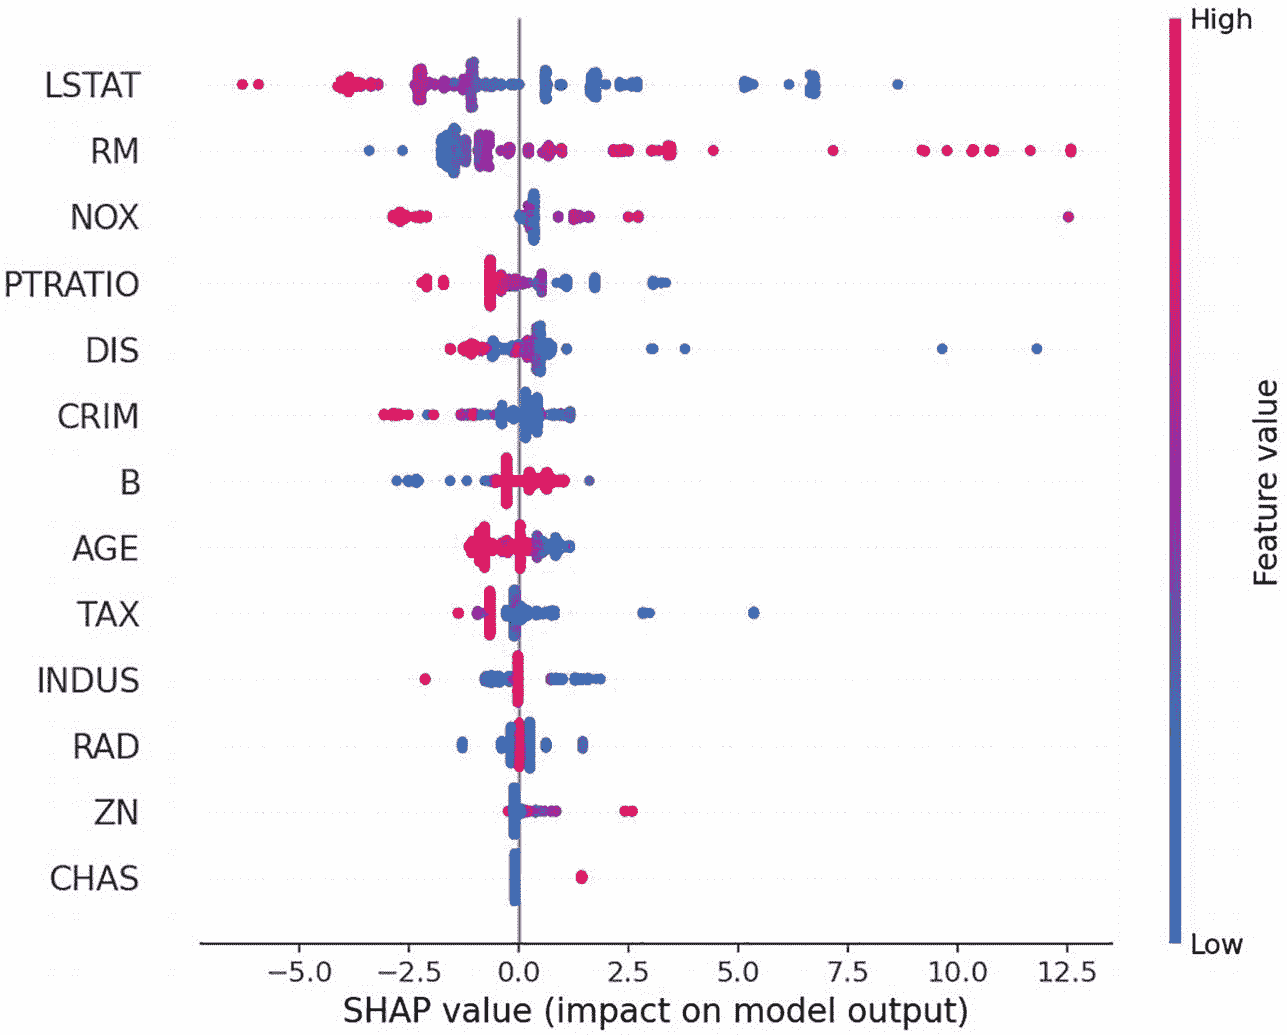 High
LSTAT
RM
NOX
PTRATIO
DIS
CRIM
B
AGE
TAX
INDUS
RAD
ZN
CHAS
Feature value
Low
−5.0 −2.5 0.0 2.5 5.0 7.5 10.0 12.5
SHAP value (impact on model output)